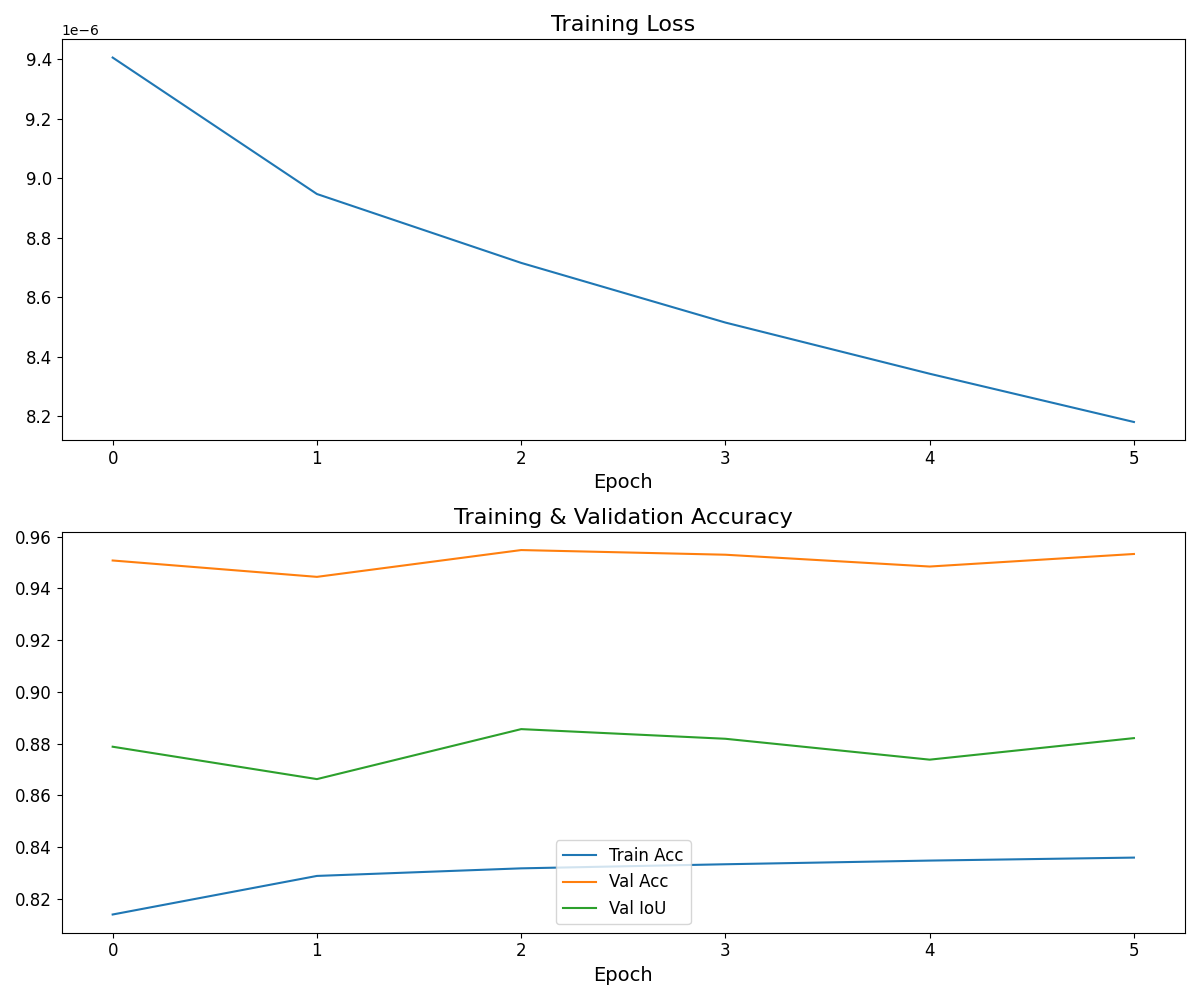 Training Loss
1e−6
9.4
9.2
9.0
8.8
8.6
8.4
8.2
0 1 2 3 4 5
Epoch
Training & Validation Accuracy
0.96
0.94
0.92
0.90
0.88
0.86
0.84
0.82
Train Acc
Val Acc
Val IoU
0 1 2 3 4 5
Epoch